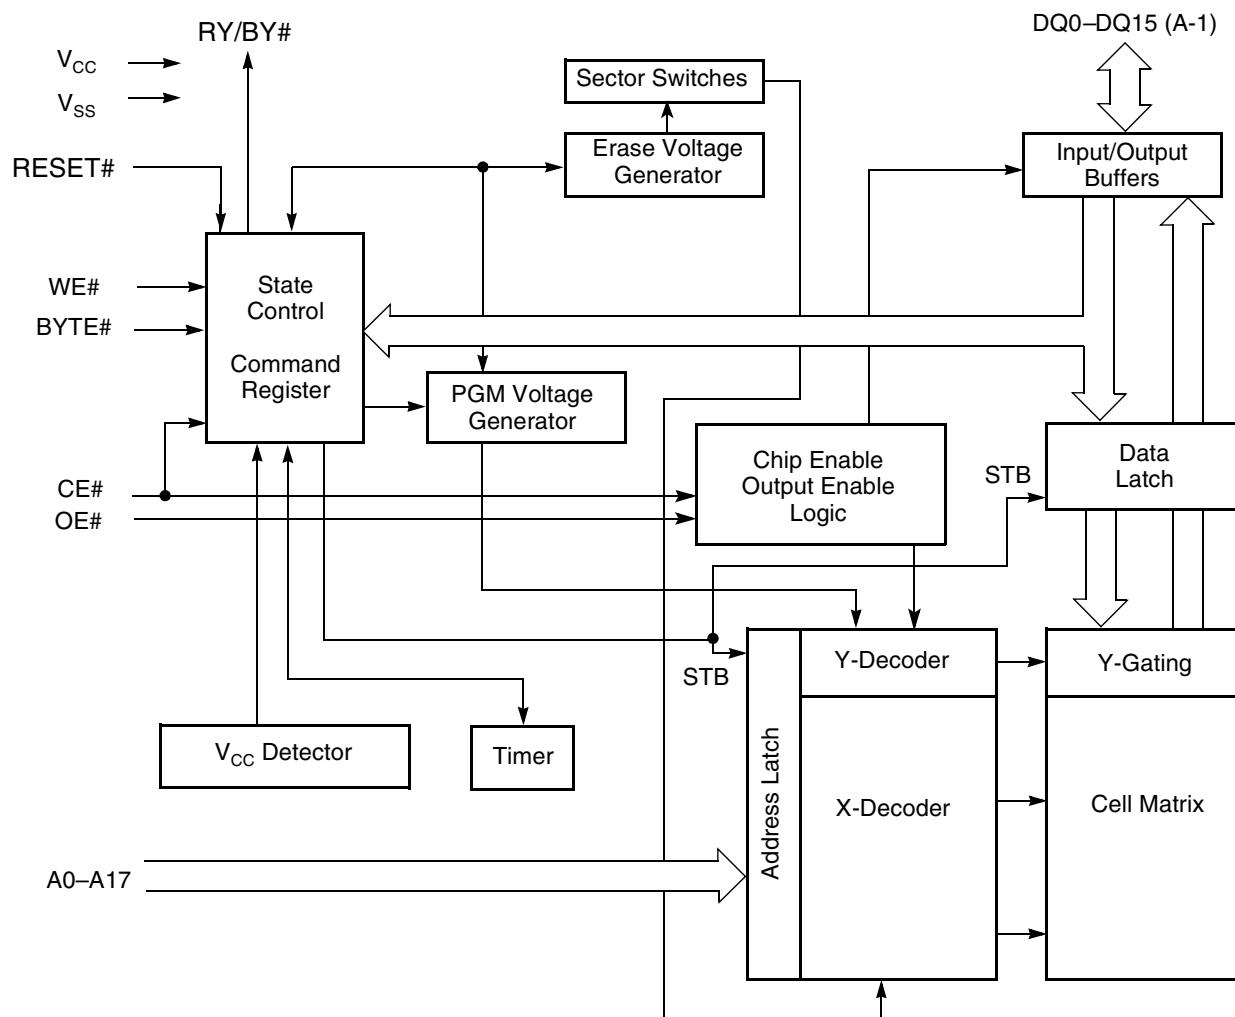 RY/BY#
DQ0–DQ15 (A-1)
VCC
VSS
Sector Switches
RESET#
Erase Voltage
Generator
Input/Output
Buffers
WE#
BYTE#
State
Control
Command
Register
PGM Voltage
Generator
CE#
OE#
Chip Enable
Output Enable
Logic
STB
Data
Latch
STB
Y-Decoder
Y-Gating
VCC Detector
Timer
Address Latch
X-Decoder
Cell Matrix
A0–A17